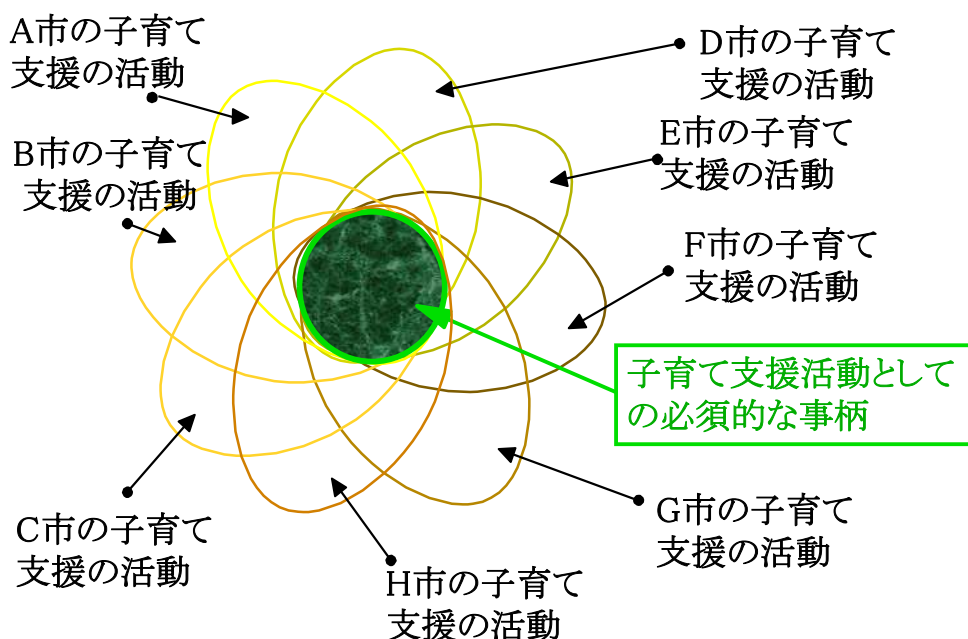 A市の子育て
支援の活動
B市の子育て
支援の活動
C市の子育て
支援の活動
D市の子育て
支援の活動
E市の子育て
支援の活動
F市の子育て
支援の活動
子育て支援活動として
の必須的な事柄
G市の子育て
支援の活動
H市の子育て
支援の活動